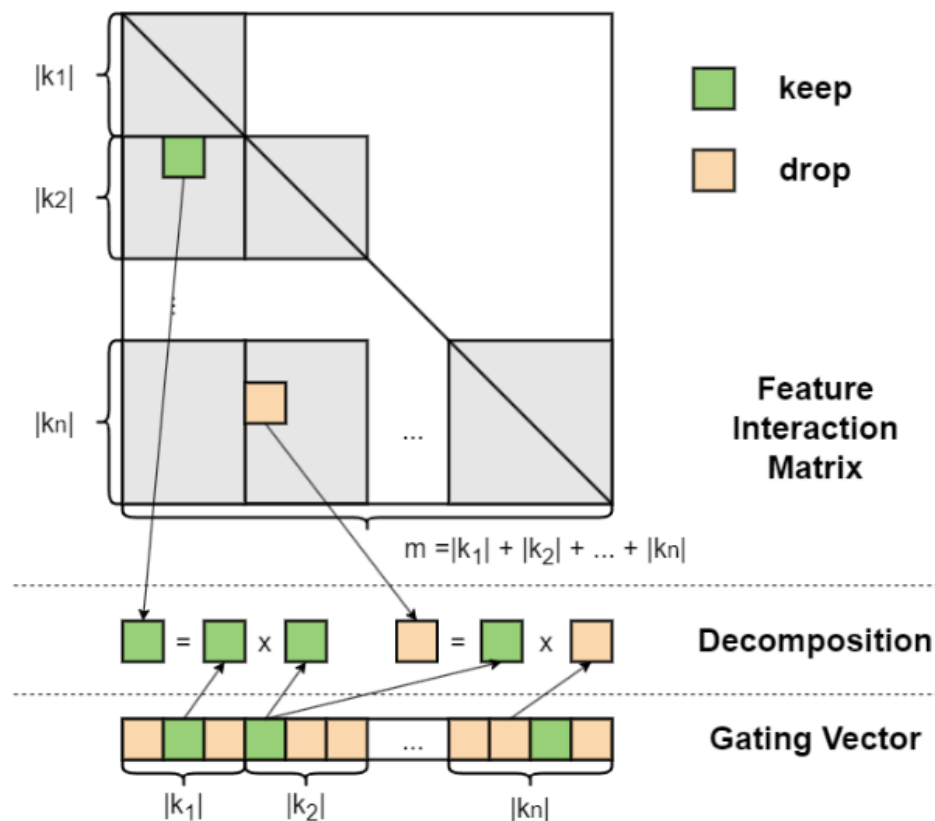 |k1|
keep
drop
|k2|
⋮
|kn|
...
Feature
Interaction
Matrix
m =|k1| + |k2| + ... + |kn|
= x
= x
Decomposition
...
Gating Vector
|k1|
|k2|
|kn|